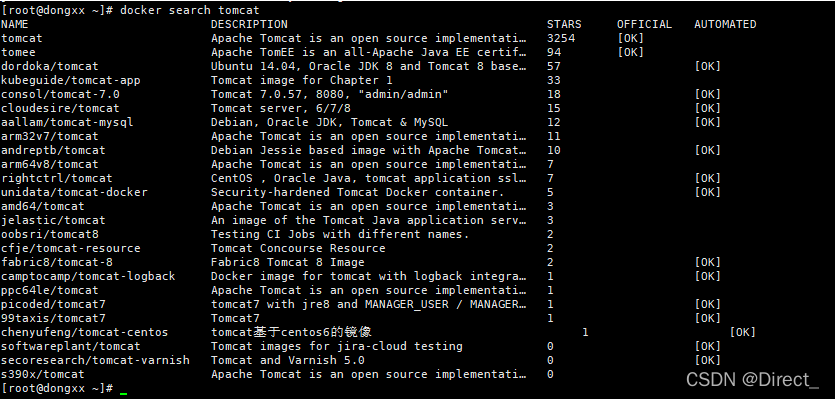 [root@dongxx ~]# docker search tomcat
NAME DESCRIPTION STARS OFFICIAL AUTOMATED
tomcat Apache Tomcat is an open source implementati… 3254 [OK]
tomee Apache TomEE is an all-Apache Java EE certif… 94 [OK]
dordoka/tomcat Ubuntu 14.04, Oracle JDK 8 and Tomcat 8 base… 57 [OK]
kubeguide/tomcat-app Tomcat image for Chapter 1 33
consol/tomcat-7.0 Tomcat 7.0.57, 8080, "admin/admin" 18 [OK]
cloudesire/tomcat Tomcat server, 6/7/8 15 [OK]
aallam/tomcat-mysql Debian, Oracle JDK, Tomcat & MySQL 12 [OK]
arm32v7/tomcat Apache Tomcat is an open source implementati… 11
andreptb/tomcat Debian Jessie based image with Apache Tomcat… 10 [OK]
arm64v8/tomcat Apache Tomcat is an open source implementati… 7
rightctrl/tomcat CentOS , Oracle Java, tomcat application ssl… 7 [OK]
unidata/tomcat-docker Security-hardened Tomcat Docker container. 5 [OK]
amd64/tomcat Apache Tomcat is an open source implementati… 3
jelastic/tomcat An image of the Tomcat Java application serv… 3
oobsri/tomcat8 Testing CI Jobs with different names. 2
cfje/tomcat-resource Tomcat Concourse Resource 2
fabric8/tomcat-8 Fabric8 Tomcat 8 Image 2 [OK]
camptocamp/tomcat-logback Docker image for tomcat with logback integra… 1 [OK]
ppc64le/tomcat Apache Tomcat is an open source implementati… 1
picoded/tomcat7 tomcat7 with jre8 and MANAGER_USER / MANAGER… 1 [OK]
99taxis/tomcat7 Tomcat7 1 [OK]
chenyufeng/tomcat-centos tomcat基于centos6的镜像 1 [OK]
softwareplant/tomcat Tomcat images for jira-cloud testing 0 [OK]
secoresearch/tomcat-varnish Tomcat and Varnish 5.0 0 [OK]
s390x/tomcat Apache Tomcat is an open source implementati… 0
[root@dongxx ~]#
CSDN @Direct_